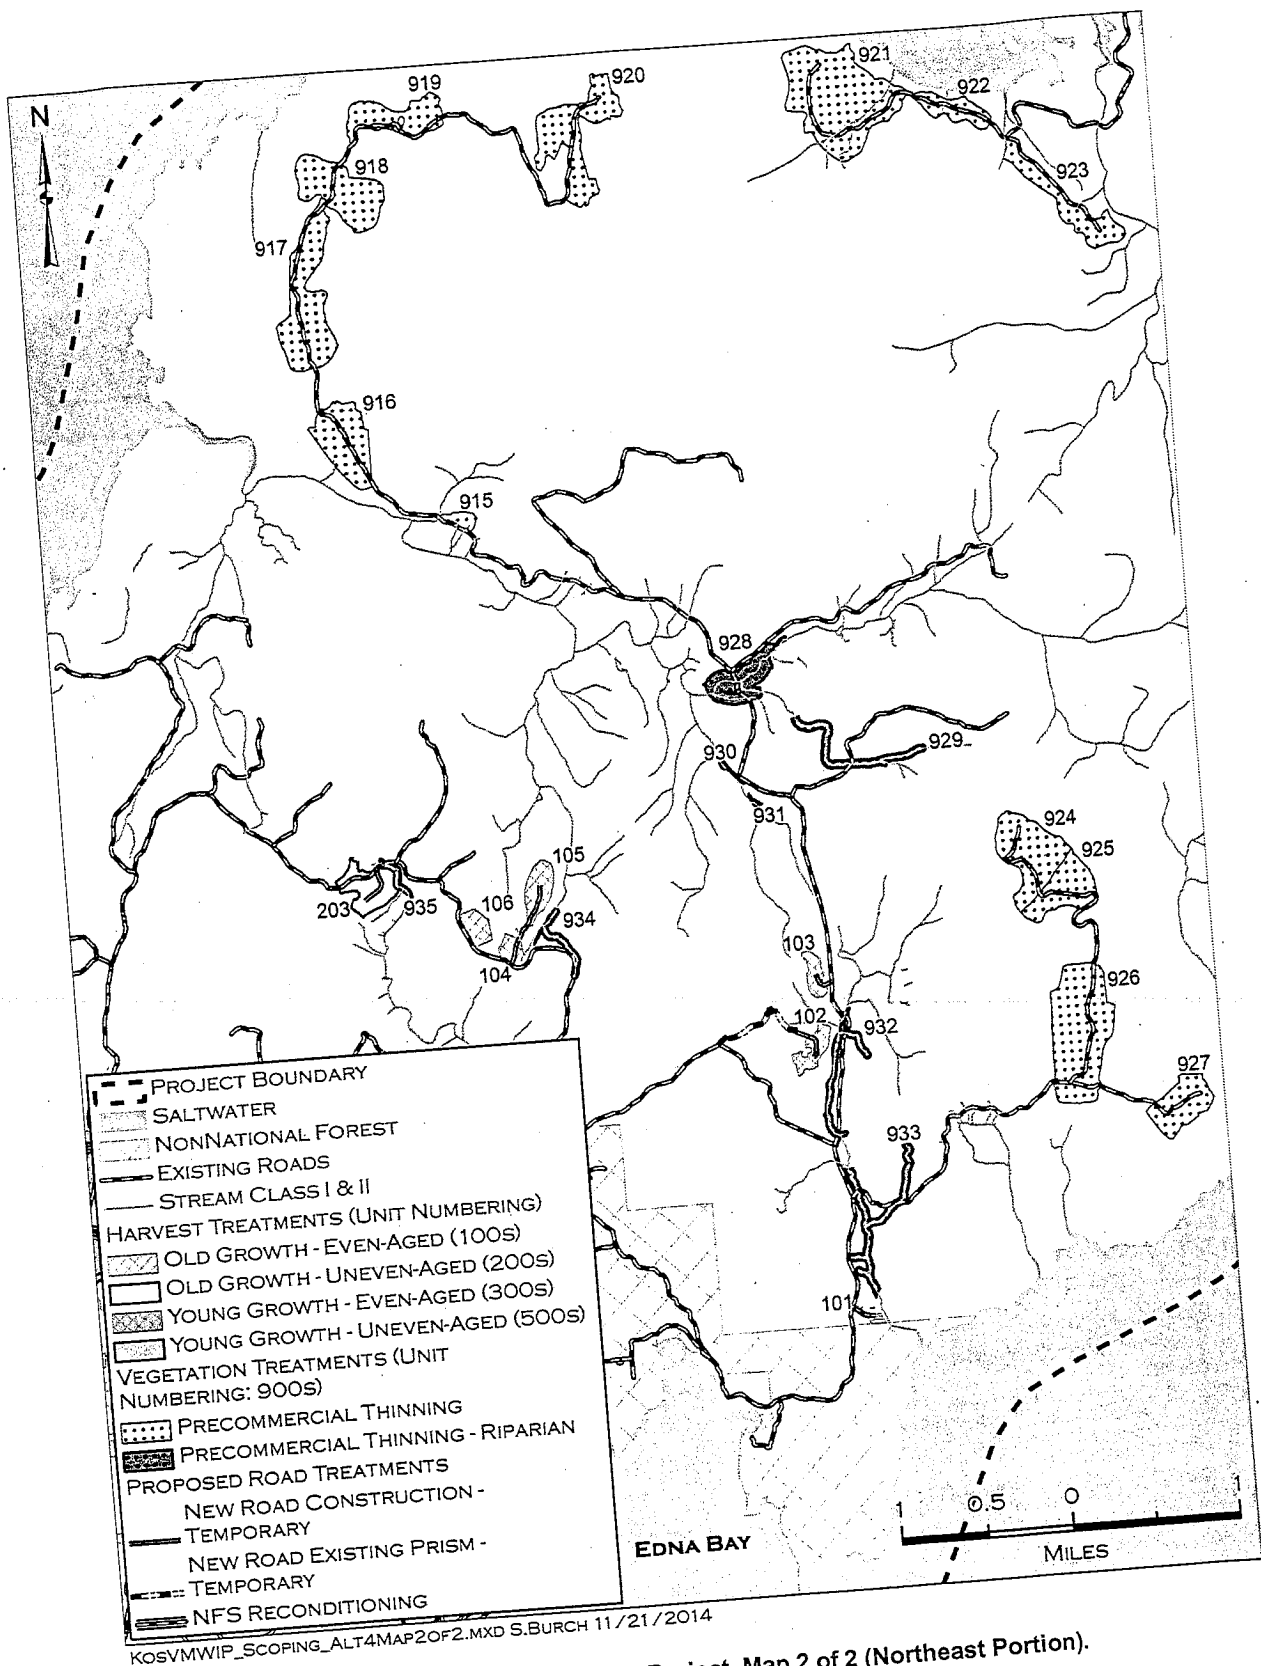 N
919
920
921
922
918
923
917
916
915
928
930
929
931
924
925
105
106
203
935
934
103
104
926
102
932
927
933
101
PROJECT BOUNDARY
SALTWATER
NONNATIONAL FOREST
EXISTING ROADS
STREAM CLASS I & II
HARVEST TREATMENTS (UNIT NUMBERING)
OLD GROWTH - EVEN-AGED (100S)
OLD GROWTH - UNEVEN-AGED (200S)
YOUNG GROWTH - EVEN-AGED (300S)
YOUNG GROWTH - UNEVEN-AGED (500S)
VEGETATION TREATMENTS (UNIT
NUMBERING: 900S)
PRECOMMERCIAL THINNING
PRECOMMERCIAL THINNING - RIPARIAN
PROPOSED ROAD TREATMENTS
NEW ROAD CONSTRUCTION -
TEMPORARY
NEW ROAD EXISTING PRISM -
TEMPORARY
NFS RECONDITIONING
EDNA BAY
1 0.5 0 1
MILES
KOSVMWIP_SCOPING_ALT4MAP2OF2.MXD S.BURCH 11/21/2014
Project, Map 2 of 2 (Northeast Portion).